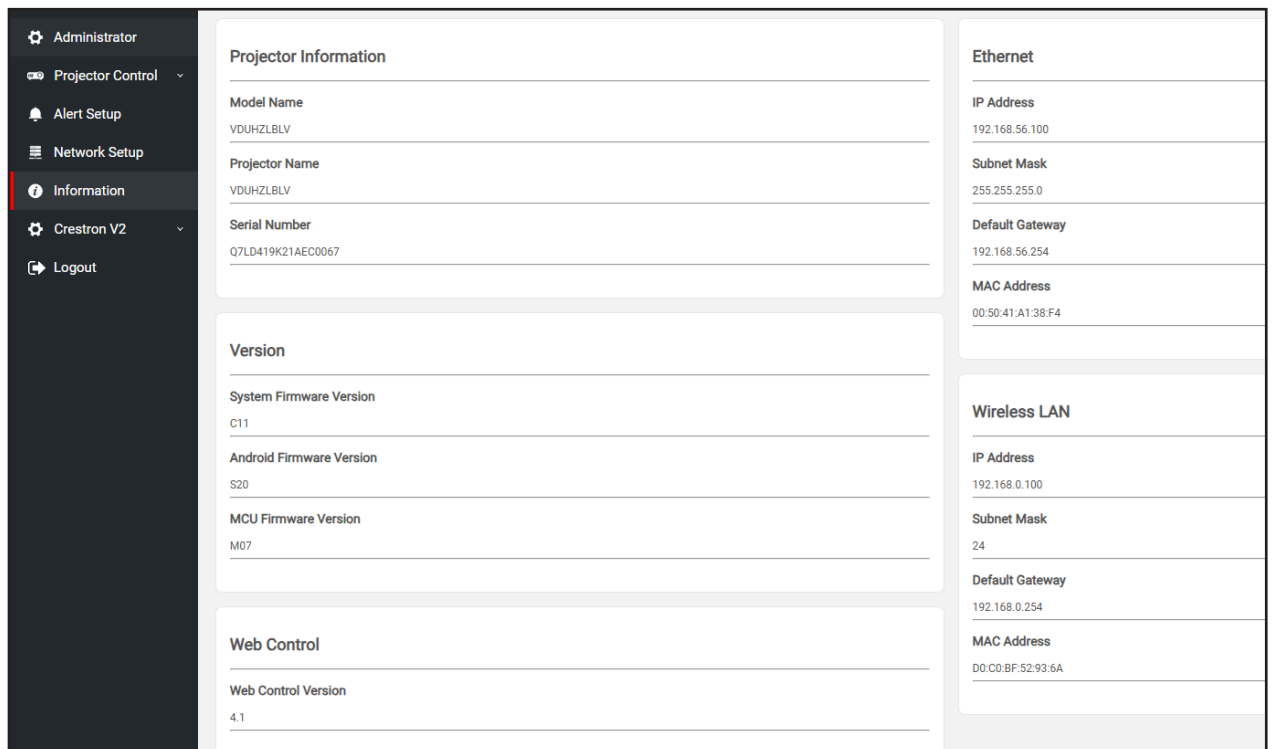 Administrator
Projector Control
Alert Setup
Network Setup
Information
Crestron V2
Logout
Projector Information
Model Name
VDUHZLBLV
Projector Name
VDUHZLBLV
Serial Number
Q7LD419K21AEC0067
Version
System Firmware Version
C11
Android Firmware Version
S20
MCU Firmware Version
M07
Web Control
Web Control Version
4.1
Ethernet
IP Address
192.168.56.100
Subnet Mask
255.255.255.0
Default Gateway
192.168.56.254
MAC Address
00:50:41:A1:38:F4
Wireless LAN
IP Address
192.168.0.100
Subnet Mask
24
Default Gateway
192.168.0.254
MAC Address
D0:C0:BF:52:93:6A